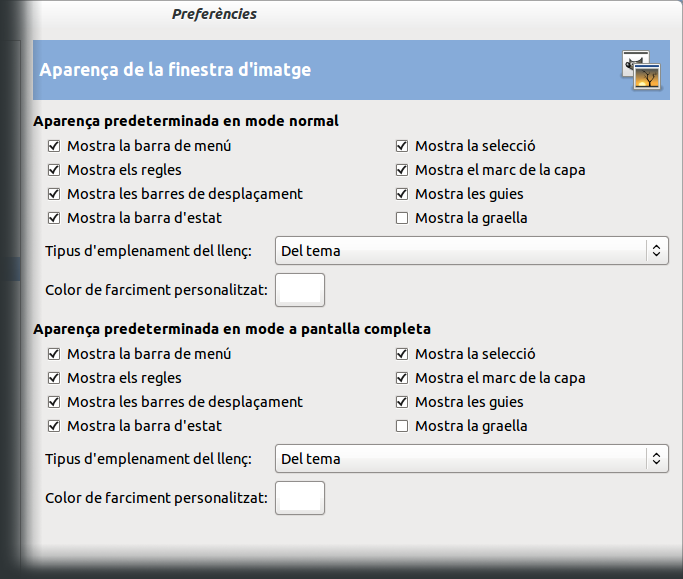 Preferències
Aparença de la finestra d'imatge
Aparença predeterminada en mode normal
Mostra la barra de menú
Mostra la selecció
Mostra els regles
Mostra el marc de la capa
Mostra les barres de desplaçament
Mostra les guies
Mostra la barra d'estat
Mostra la graella
Tipus d'emplenament del llenç: Del tema
Color de farciment personalitzat:
Aparença predeterminada en mode a pantalla completa
Mostra la barra de menú
Mostra la selecció
Mostra els regles
Mostra el marc de la capa
Mostra les barres de desplaçament
Mostra les guies
Mostra la barra d'estat
Mostra la graella
Tipus d'emplenament del llenç: Del tema
Color de farciment personalitzat: